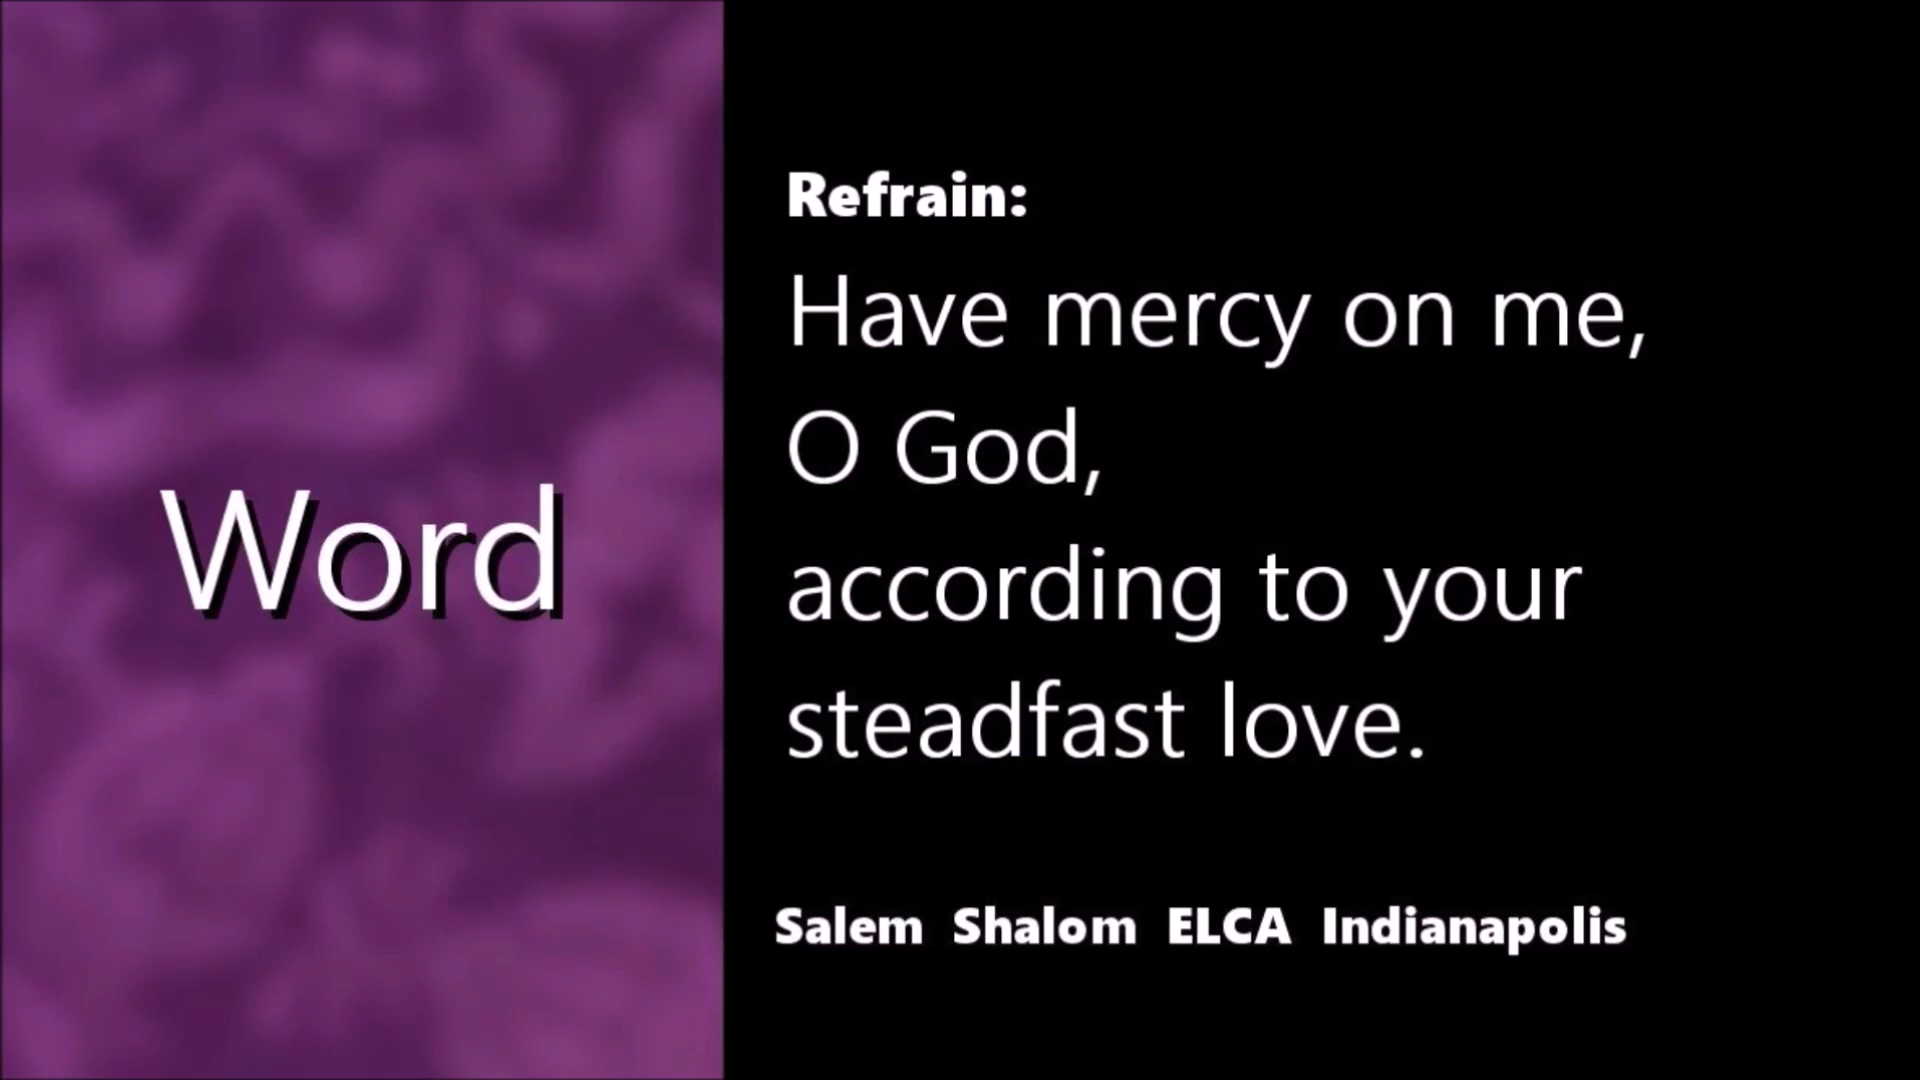 Word
Refrain:
Have mercy on me,
O God,
according to your
steadfast love.
Salem Shalom ELCA Indianapolis